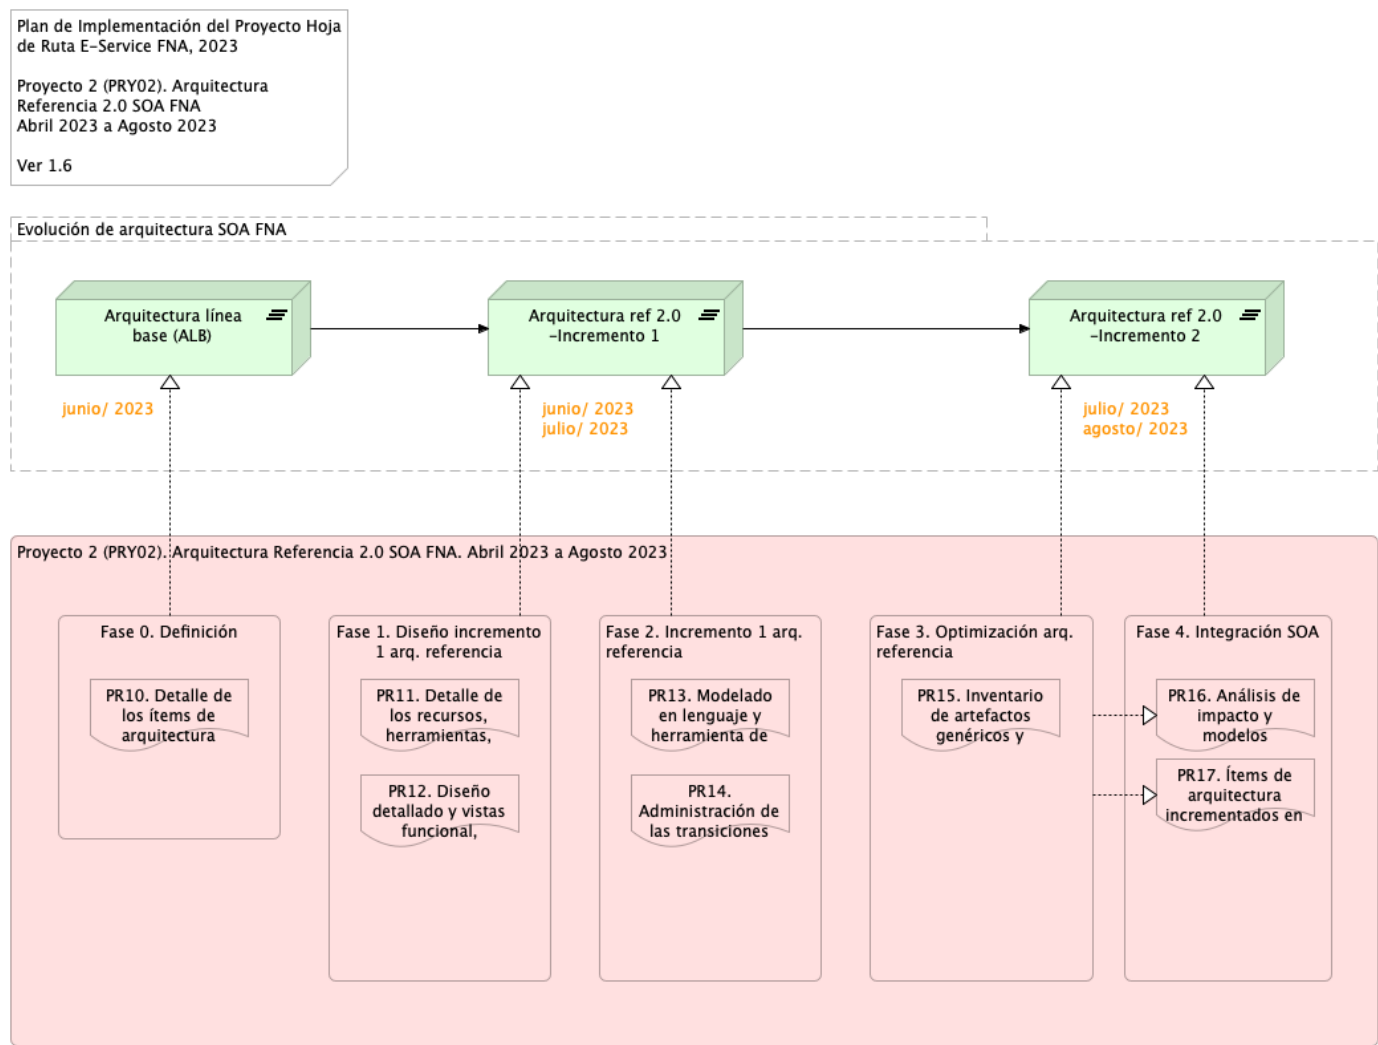 Plan de Implementación del Proyecto Hoja
de Ruta E-Service FNA, 2023
Proyecto 2 (PRY02). Arquitectura
Referencia 2.0 SOA FNA
Abril 2023 a Agosto 2023
Ver 1.6
Evolución de arquitectura SOA FNA
Arquitectura línea
base (ALB)
Arquitectura ref 2.0
-Incremento 1
Arquitectura ref 2.0
-Incremento 2
junio/ 2023
junio/ 2023
julio/ 2023
julio/ 2023
agosto/ 2023
Proyecto 2 (PRY02). Arquitectura Referencia 2.0 SOA FNA. Abril 2023 a Agosto 2023
Fase 0. Definición
PR10. Detalle de
los ítems de
arquitectura
Fase 1. Diseño incremento
1 arq. referencia
PR11. Detalle de
los recursos,
herramientas,
PR12. Diseño
detallado y vistas
funcional,
Fase 2. Incremento 1 arq.
referencia
PR13. Modelado
en lenguaje y
herramienta de
PR14.
Administración de
las transiciones
Fase 3. Optimización arq.
referencia
PR15. Inventario
de artefactos
genéricos y
Fase 4. Integración SOA
PR16. Análisis de
impacto y
modelos
PR17. Ítems de
arquitectura
incrementados en